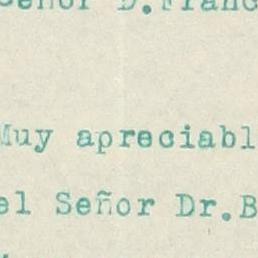 Señor D. Franc
Muy apreciabl
el Señor Dr. B